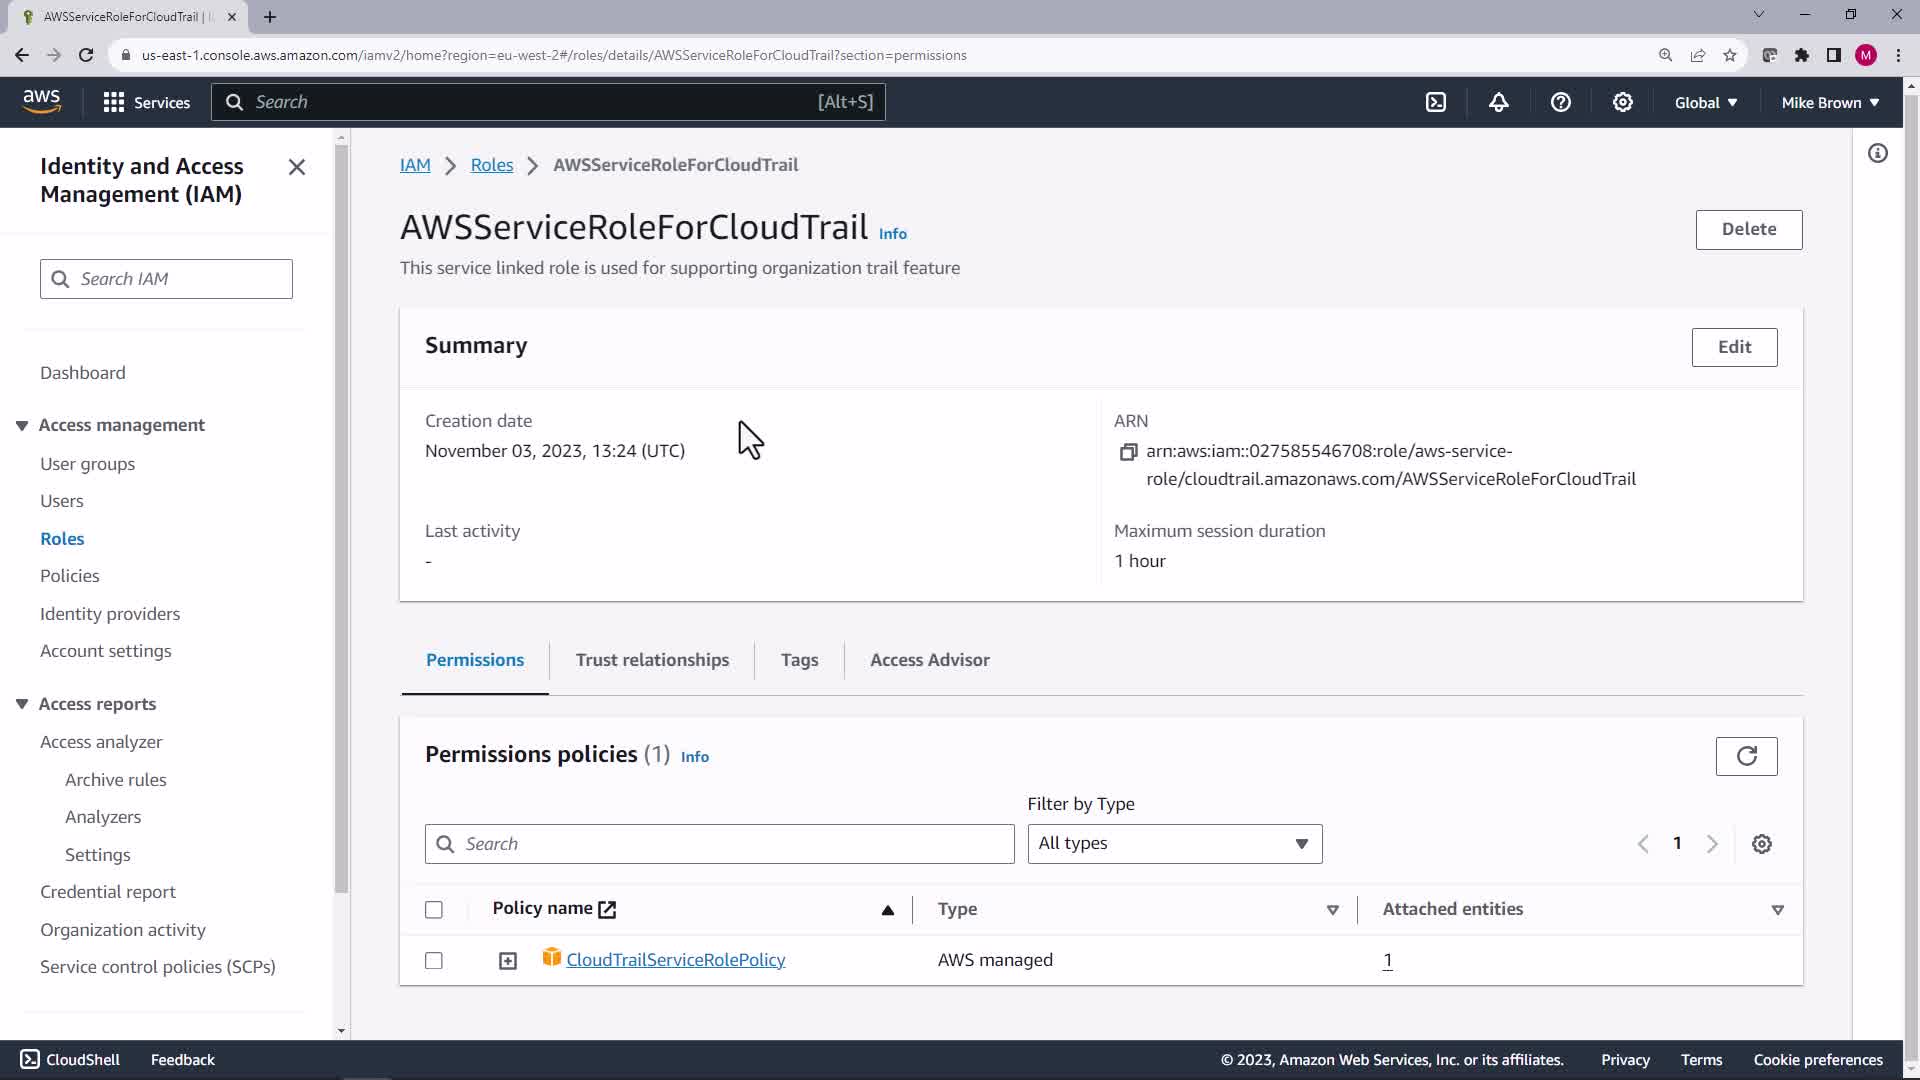 AWSServiceRoleForCloudTrail | I
us-east-1.console.aws.amazon.com/iamv2/home?region=eu-west-2#/roles/details/AWSServiceRoleForCloudTrail?section=permissions
M
aws
Services
Search
[Alt+S]
Global
Mike Brown
Identity and Access
Management (IAM)
Search IAM
Dashboard
Access management
User groups
Users
Roles
Policies
Identity providers
Account settings
Access reports
Access analyzer
Archive rules
Analyzers
Settings
Credential report
Organization activity
Service control policies (SCPs)
IAM > Roles > AWSServiceRoleForCloudTrail
AWSServiceRoleForCloudTrail Info
Delete
This service linked role is used for supporting organization trail feature
Summary
Edit
Creation date
November 03, 2023, 13:24 (UTC)
ARN
arn:aws:iam::027585546708:role/aws-service-
role/cloudtrail.amazonaws.com/AWSServiceRoleForCloudTrail
Last activity
-
Maximum session duration
1 hour
Permissions
Trust relationships
Tags
Access Advisor
Permissions policies (1) Info
Filter by Type
Search
All types
1
Policy name
Type
Attached entities
CloudTrailServiceRolePolicy
AWS managed
1
CloudShell
Feedback
© 2023, Amazon Web Services, Inc. or its affiliates.
Privacy
Terms
Cookie preferences